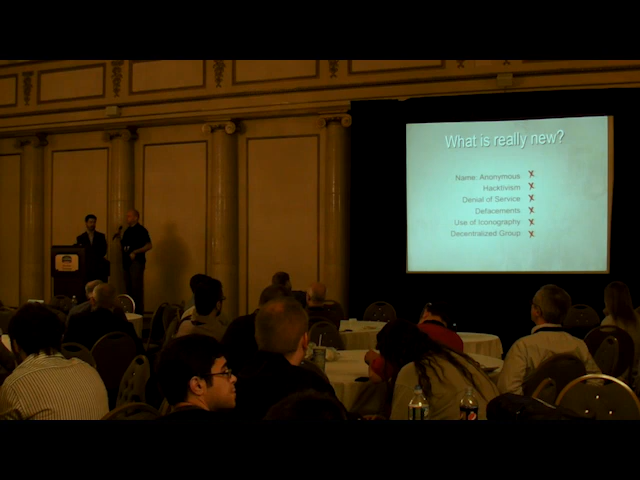 What is really new?
Name: Anonymous ✗
Hacktivism ✗
Denial of Service ✗
Defacements ✗
Use of Iconography ✗
Decentralized Group ✗